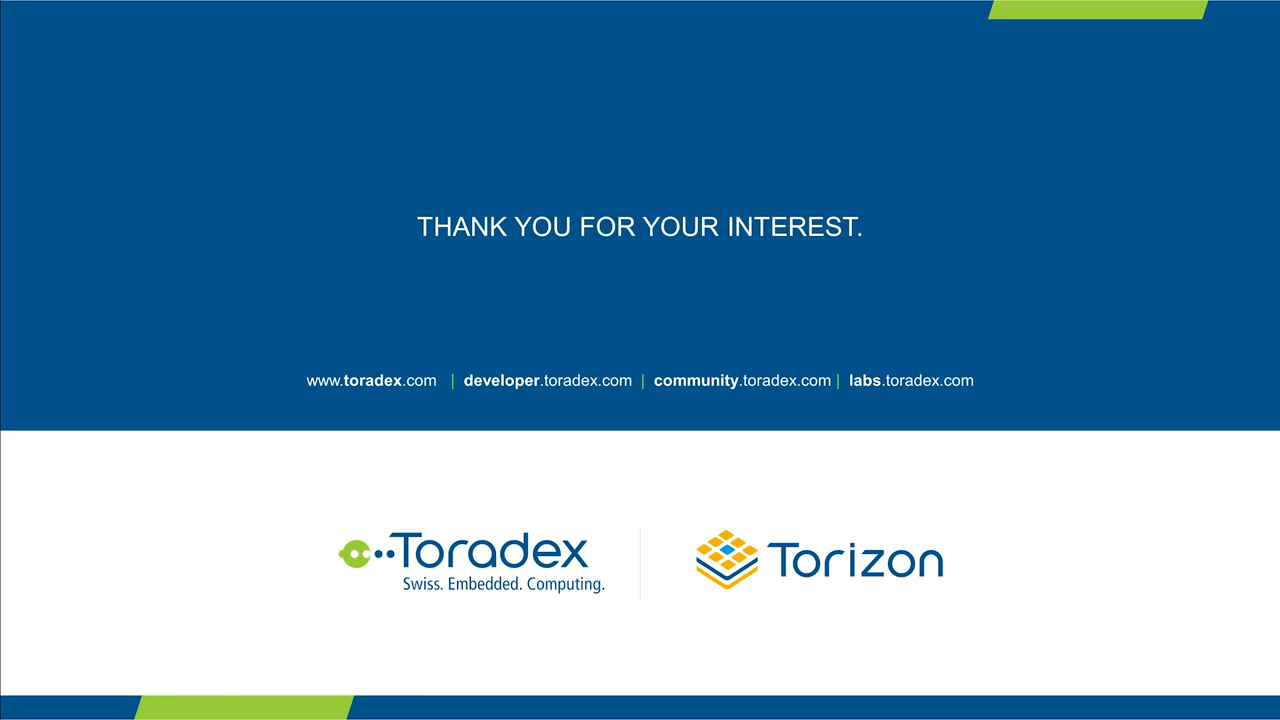 THANK YOU FOR YOUR INTEREST.
www.toradex.com | developer.toradex.com | community.toradex.com | labs.toradex.com
Toradex
Swiss. Embedded. Computing.
Torizon